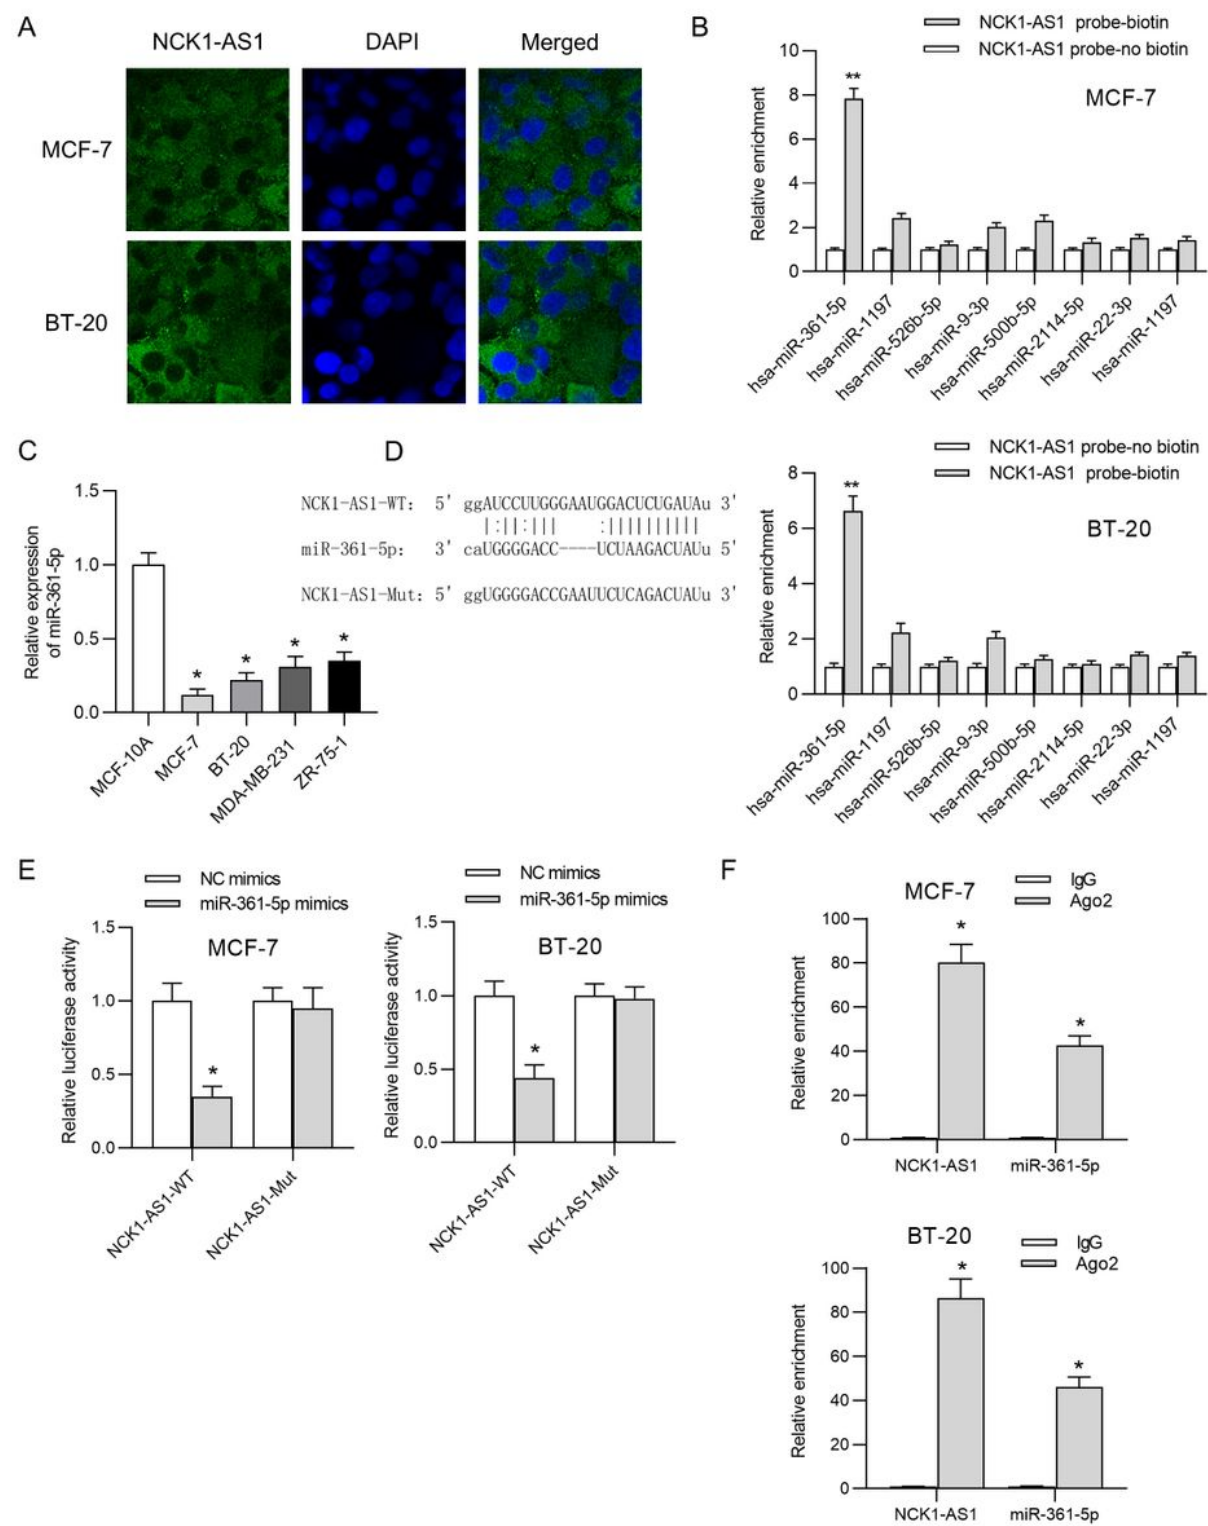 A
NCK1-AS1 DAPI Merged
MCF-7
BT-20
B
NCK1-AS1 probe-biotin
NCK1-AS1 probe-no biotin
MCF-7
Relative enrichment
10
8
6
4
2
0
**
hsa-miR-361-5p
hsa-miR-1197
hsa-miR-526b-5p
hsa-miR-9-3p
hsa-miR-500b-5p
hsa-miR-2114-5p
hsa-miR-22-3p
hsa-miR-1197
NCK1-AS1 probe-no biotin
NCK1-AS1 probe-biotin
BT-20
Relative enrichment
8
6
4
2
0
**
hsa-miR-361-5p
hsa-miR-1197
hsa-miR-526b-5p
hsa-miR-9-3p
hsa-miR-500b-5p
hsa-miR-2114-5p
hsa-miR-22-3p
hsa-miR-1197
C
Relative expression
of miR-361-5p
1.5
1.0
0.5
0.0
* * * *
MCF-10A
MCF-7
BT-20
MDA-MB-231
ZR-75-1
D
NCK1-AS1-WT: 5' ggAUCCUUGGGAAUGGACUCUGAUAu 3'
|:||:||| :|||||||||
miR-361-5p: 3' caUGGGGACC----UCUAAGACUAUu 5'
NCK1-AS1-Mut: 5' ggUGGGGACCGAAUUCUCAGACUAUu 3'
E
NC mimics
miR-361-5p mimics
MCF-7
Relative luciferase activity
1.5
1.0
0.5
0.0
*
NCK1-AS1-WT
NCK1-AS1-Mut
NC mimics
miR-361-5p mimics
BT-20
Relative luciferase activity
1.5
1.0
0.5
0.0
*
NCK1-AS1-WT
NCK1-AS1-Mut
F
MCF-7
IgG
Ago2
Relative enrichment
100
80
60
40
20
0
* *
NCK1-AS1 miR-361-5p
BT-20
IgG
Ago2
Relative enrichment
100
80
60
40
20
0
* *
NCK1-AS1 miR-361-5p